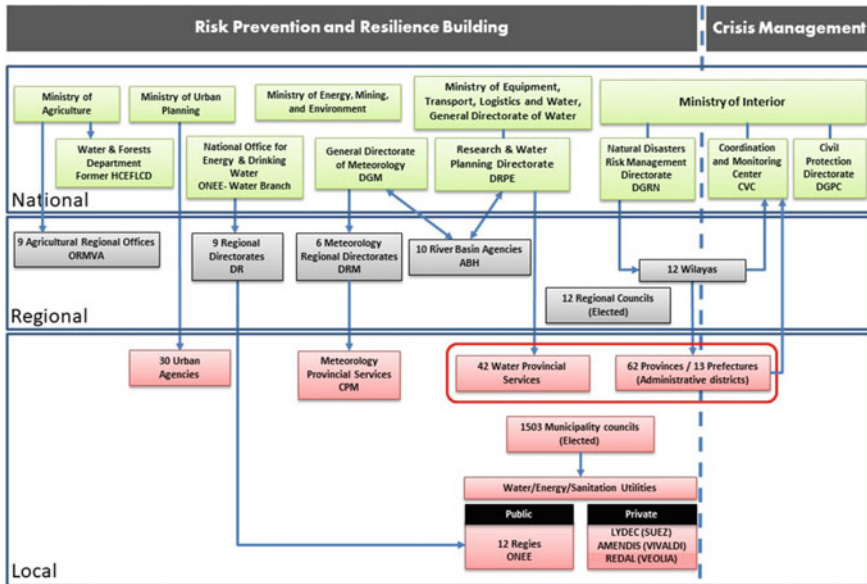 Risk Prevention and Resilience Building
Crisis Management
Ministry of
Agriculture
Ministry of Urban
Planning
Ministry of Energy, Mining,
and Environment
Ministry of Equipment,
Transport, Logistics and Water,
General Directorate of Water
Ministry of Interior
Water & Forests
Department
Former HCEFLCD
National Office for
Energy & Drinking
Water
ONEE- Water Branch
General Directorate
of Meteorology
DGM
Research & Water
Planning Directorate
DRPE
Natural Disasters
Risk Management
Directorate
DGRN
Coordination
and Monitoring
Center
CVC
Civil
Protection
Directorate
DGPC
National
9 Agricultural Regional Offices
ORMVA
9 Regional
Directorates
DR
6 Meteorology
Regional Directorates
DRM
10 River Basin Agencies
ABH
12 Wilayas
12 Regional Councils
(Elected)
Regional
30 Urban
Agencies
Meteorology
Provincial Services
CPM
42 Water Provincial
Services
62 Provinces / 13 Prefectures
(Administrative districts)
1503 Municipality councils
(Elected)
Water/Energy/Sanitation Utilities
Public
12 Regies
ONEE
Private
LYDEC (SUEZ)
AMENDIS (VIVALDI)
REDAL (VEOLIA)
Local